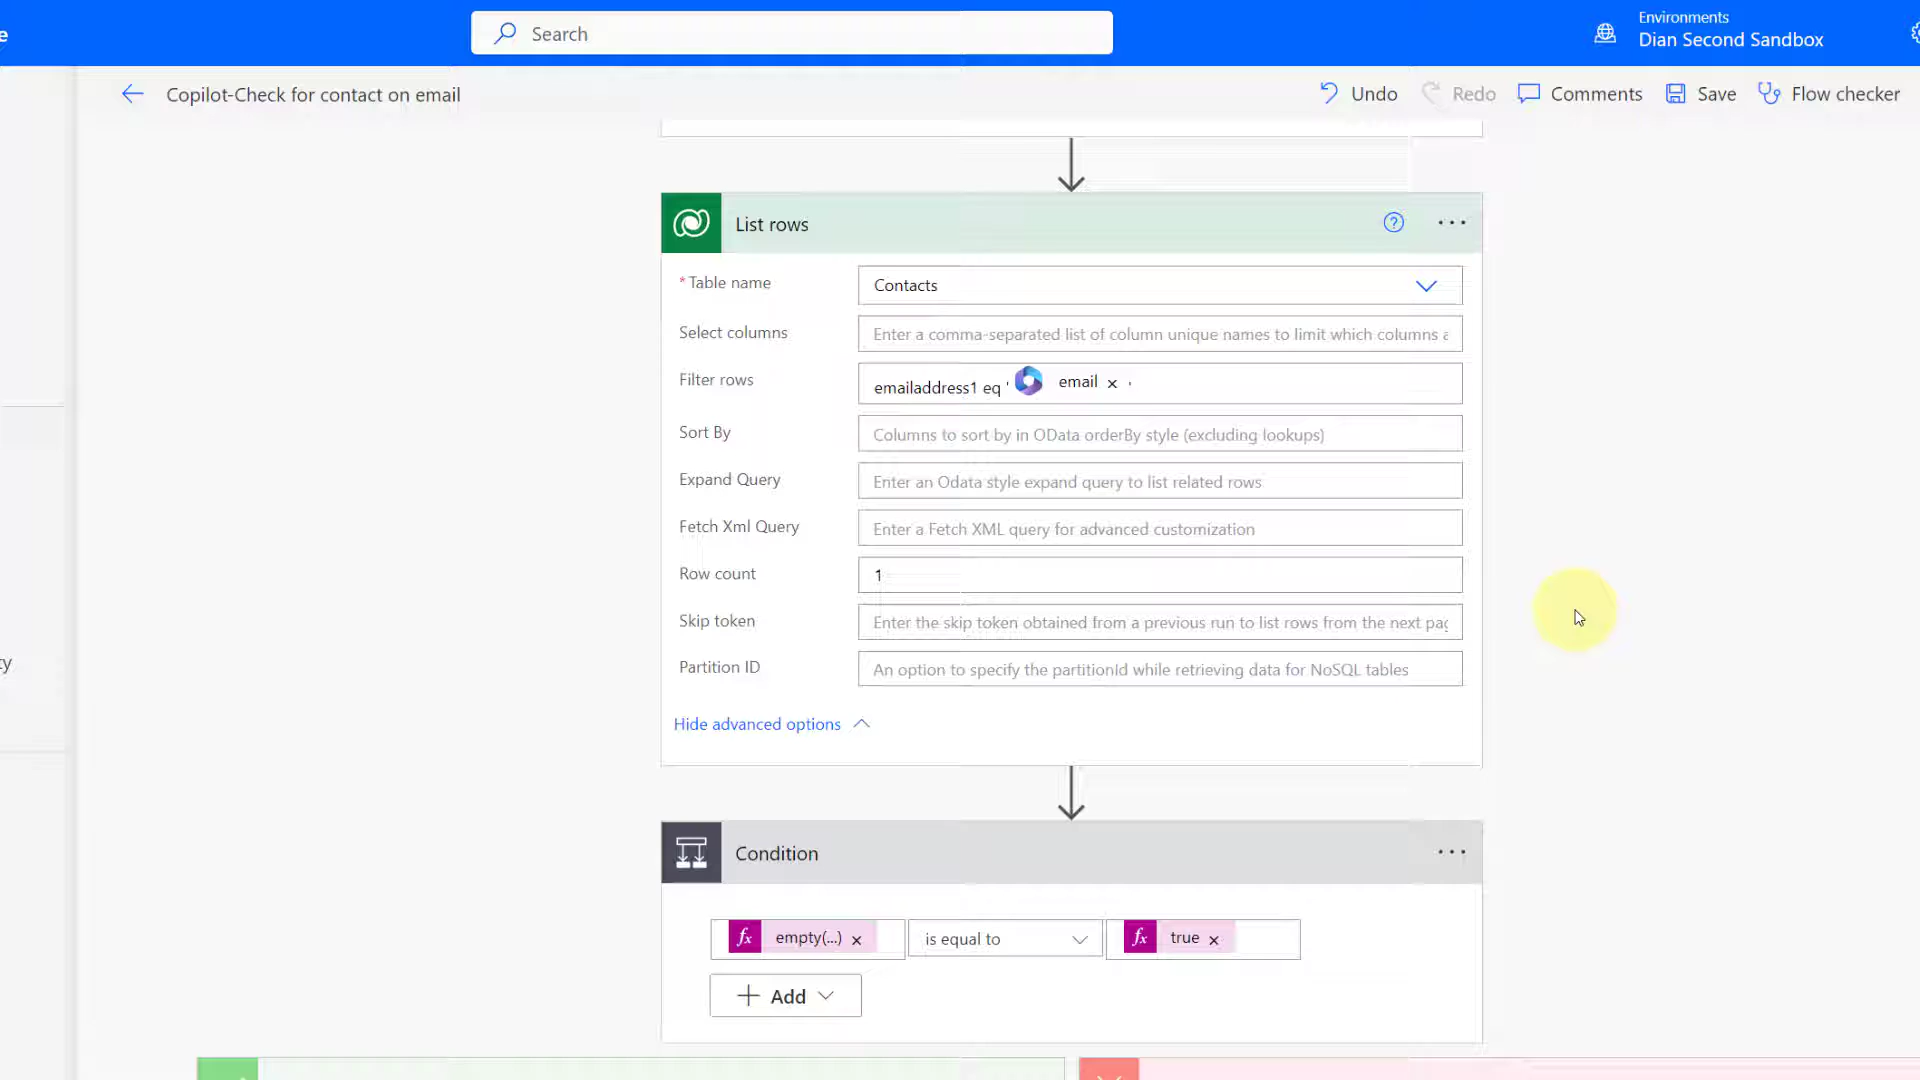 e
Search
Environments
Dian Second Sandbox
Copilot-Check for contact on email
Undo
Redo
Comments
Save
Flow checker
List rows
* Table name
Contacts
Select columns
Enter a comma-separated list of column unique names to limit which columns a
Filter rows
emailaddress1 eq ' email × '
Sort By
Columns to sort by in OData orderBy style (excluding lookups)
Expand Query
Enter an Odata style expand query to list related rows
Fetch Xml Query
Enter a Fetch XML query for advanced customization
Row count
1
Skip token
Enter the skip token obtained from a previous run to list rows from the next pag
ty
Partition ID
An option to specify the partitionId while retrieving data for NoSQL tables
Hide advanced options
Condition
fx empty(...) ×
is equal to
fx true ×
+ Add